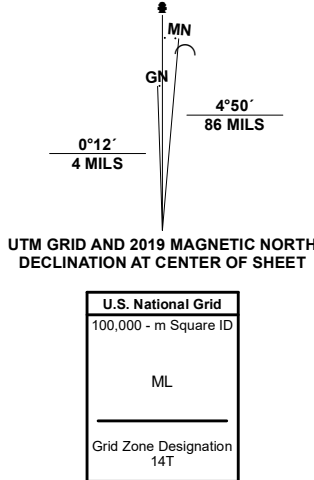 MN
GN
4°50´
86 MILS
0°12´
4 MILS
UTM GRID AND 2019 MAGNETIC NORTH
DECLINATION AT CENTER OF SHEET
U.S. National Grid
100,000 - m Square ID
ML
Grid Zone Designation
14T